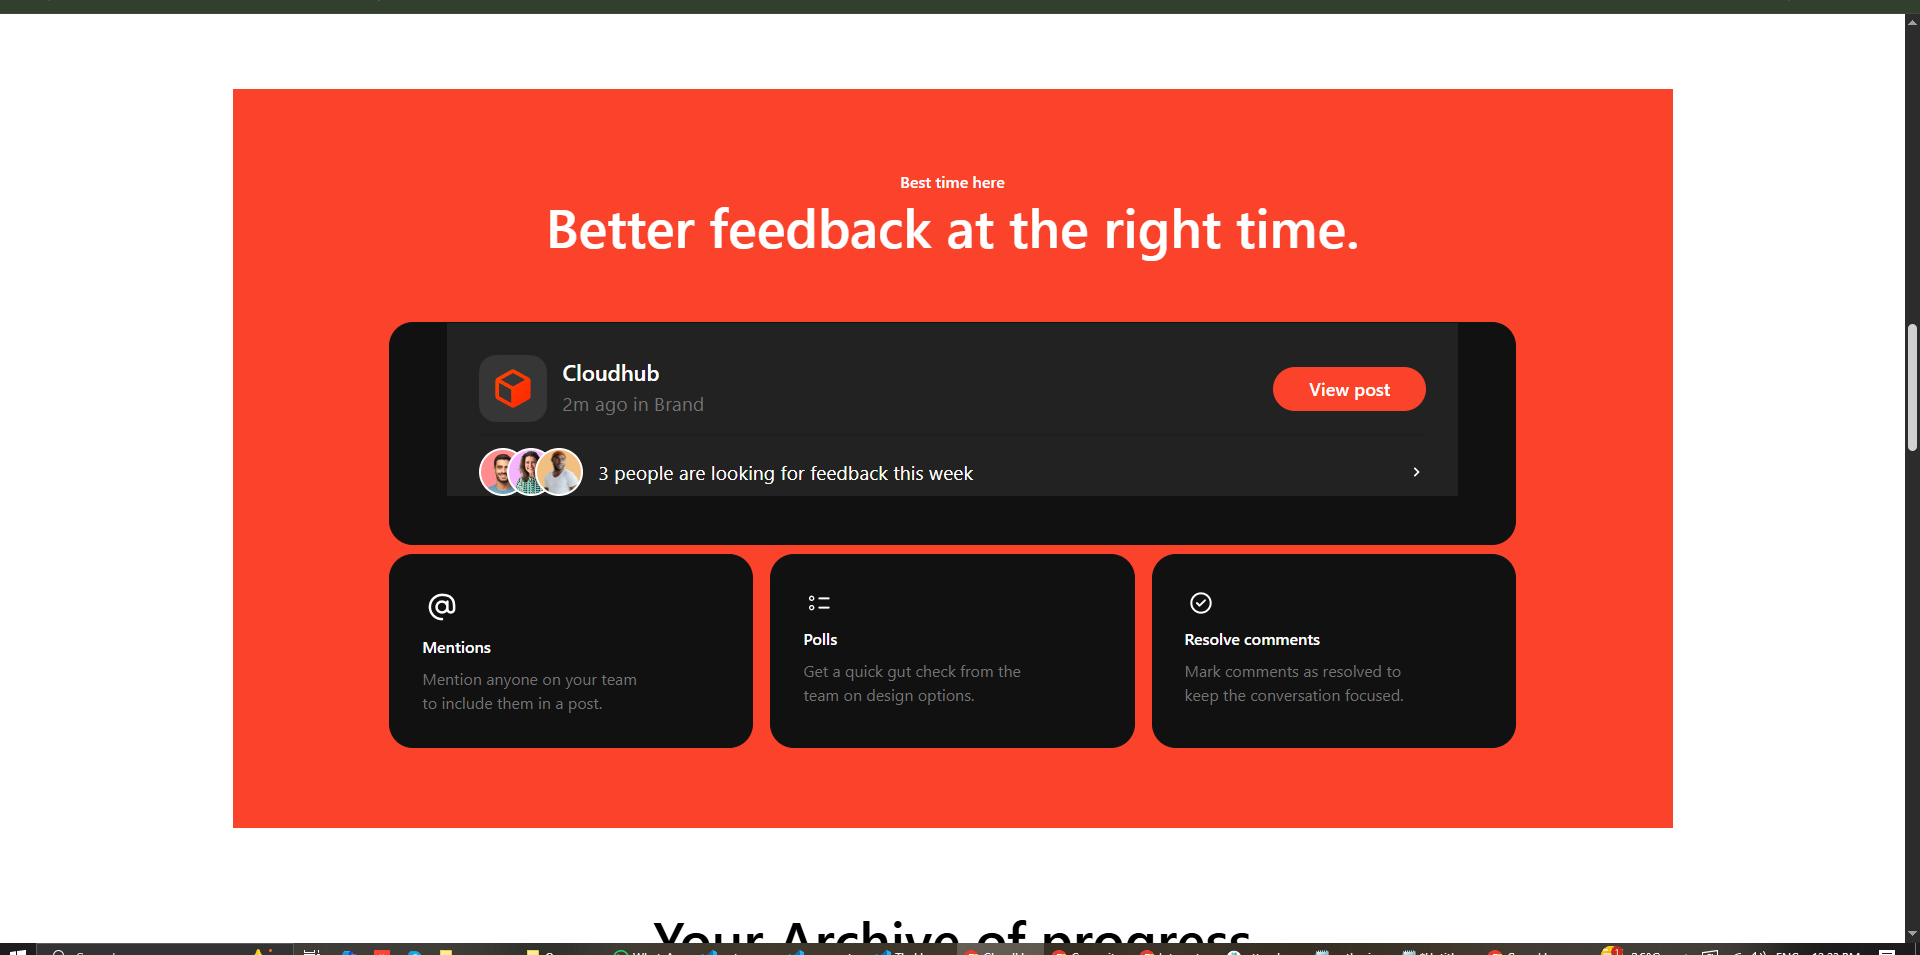 Best time here
Better feedback at the right time.
Cloudhub
2m ago in Brand
View post
3 people are looking for feedback this week
Mentions
Mention anyone on your team
to include them in a post.
Polls
Get a quick gut check from the
team on design options.
Resolve comments
Mark comments as resolved to
keep the conversation focused.
Your Archive of progress